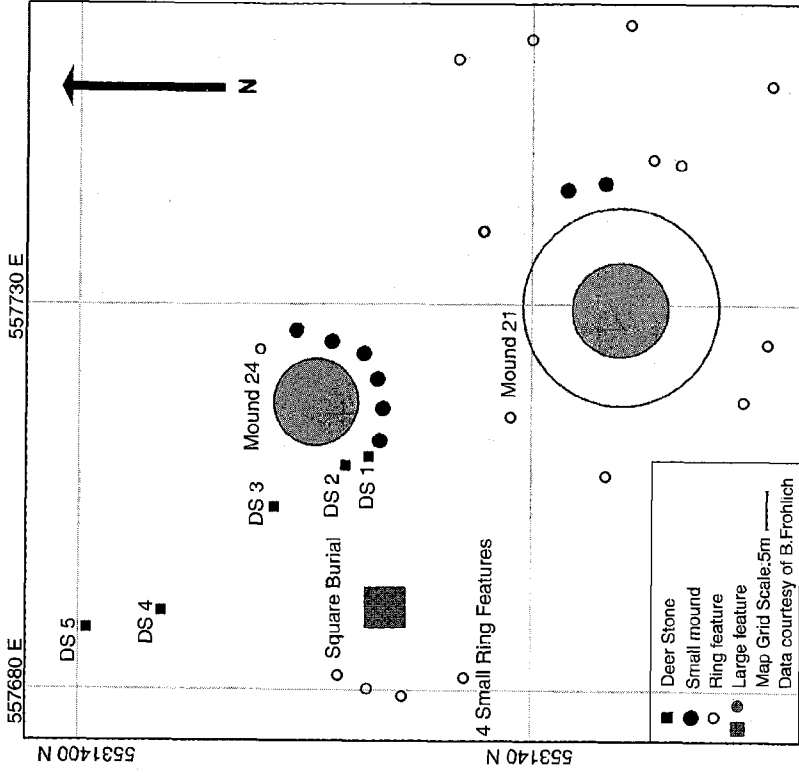 557680 E
557730 E
5531400 N
553140 N
N
DS 5
DS 4
DS 3
DS 2
DS 1
Mound 24
Square Burial
4 Small Ring Features
Mound 21
Deer Stone
Small mound
Ring feature
Large feature
Map Grid Scale:5m
Data courtesy of B.Frohlich